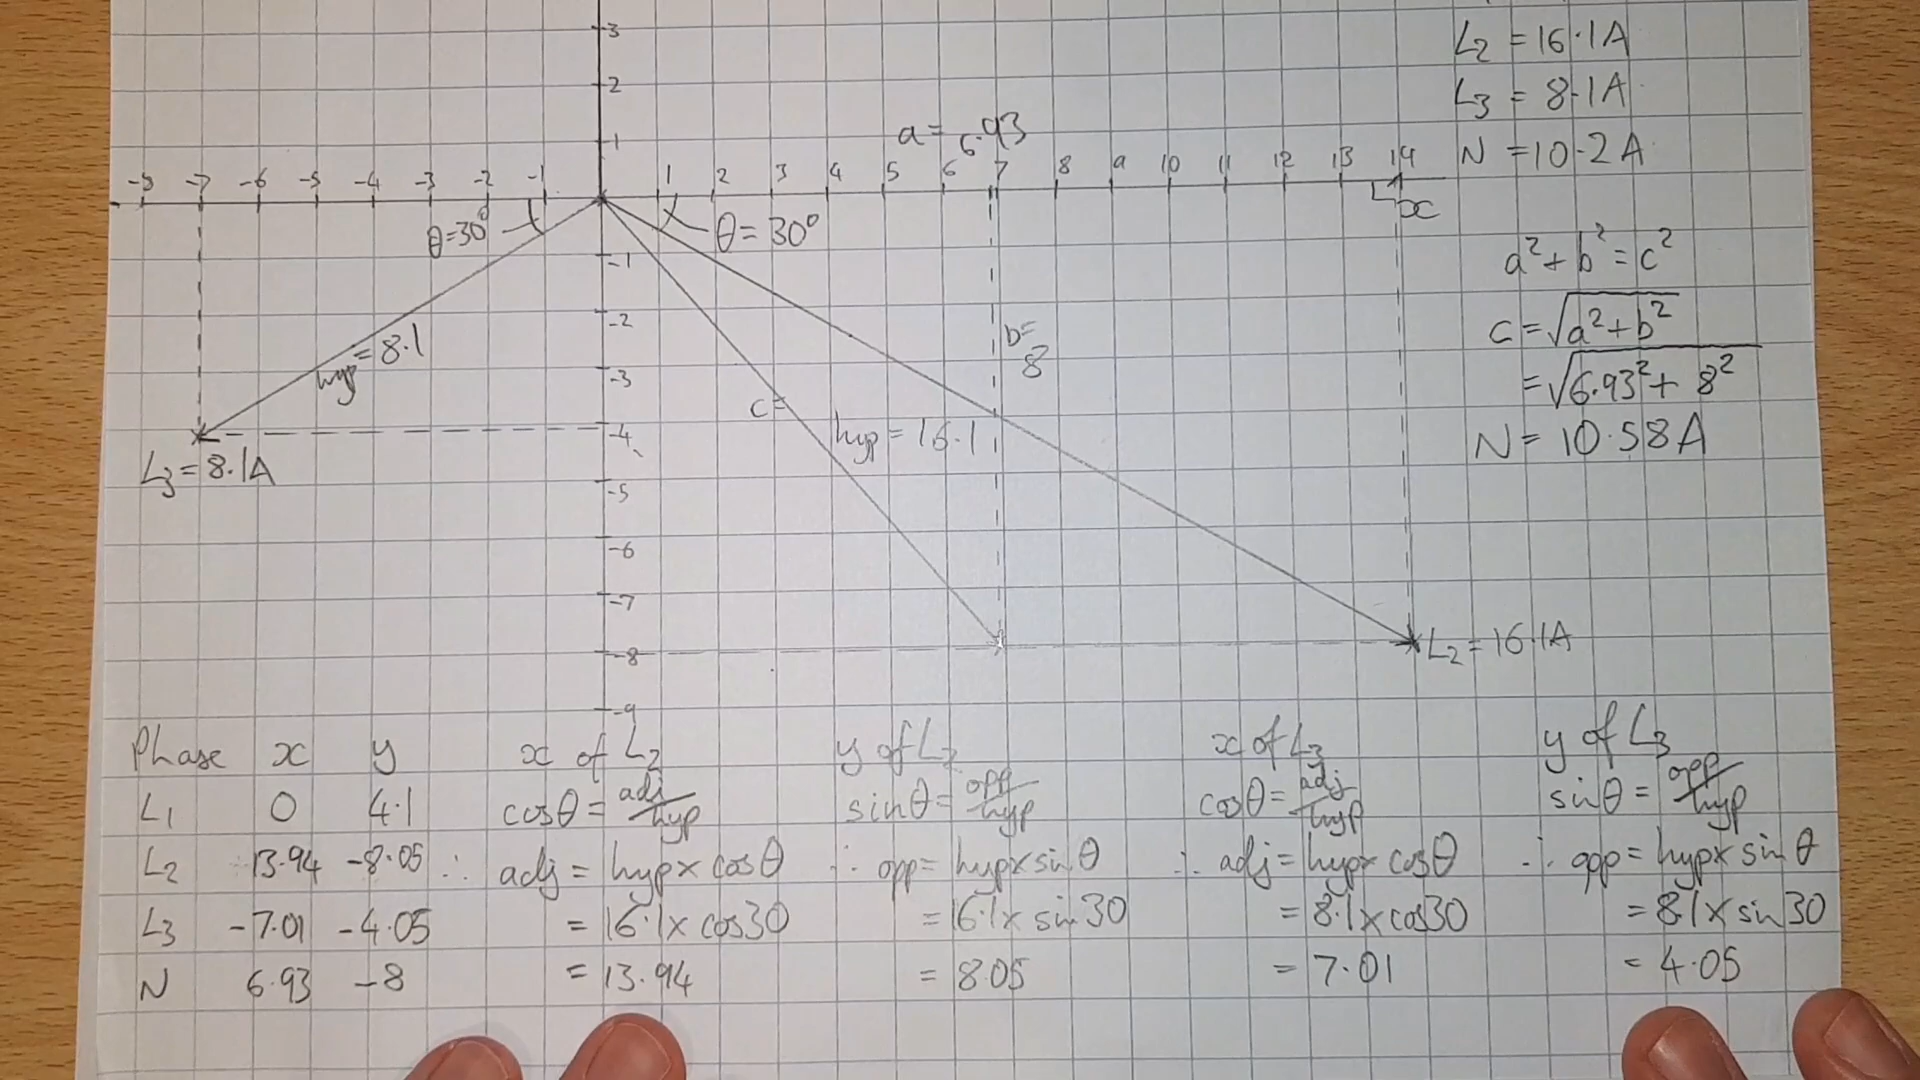 3
2
1
a= 6.93
L2 = 16.1A
L3 = 8.1A
N = 10.2A
-8 -7 -6 -5 -4 -3 -2 -1 1 2 3 4 5 6 7 8 9 10 11 12 13 14
x
θ=30°
θ= 30°
-1
-2
-3
-4
-5
-6
-7
-8
-9
hyp = 8.1
L3 = 8.1A
c=
hyp = 16.1
b=
8
L2 = 16.1A
a² + b² = c²
c = √a² + b²
= √6.93² + 8²
N = 10.58A
Phase x y
L1 0 4.1
L2 13.94 -8.05
L3 -7.01 -4.05
N 6.93 -8
x of L2
cosθ = adj/hyp
∴ adj = hyp x cosθ
= 16.1 x cos30
= 13.94
y of L2
sinθ = opp/hyp
∴ opp = hyp x sinθ
= 16.1 x sin30
= 8.05
x of L3
cosθ = adj/hyp
∴ adj = hyp x cosθ
= 8.1 x cos30
= 7.01
y of L3
sinθ = opp/hyp
∴ opp = hyp x sinθ
= 8.1 x sin30
= 4.05